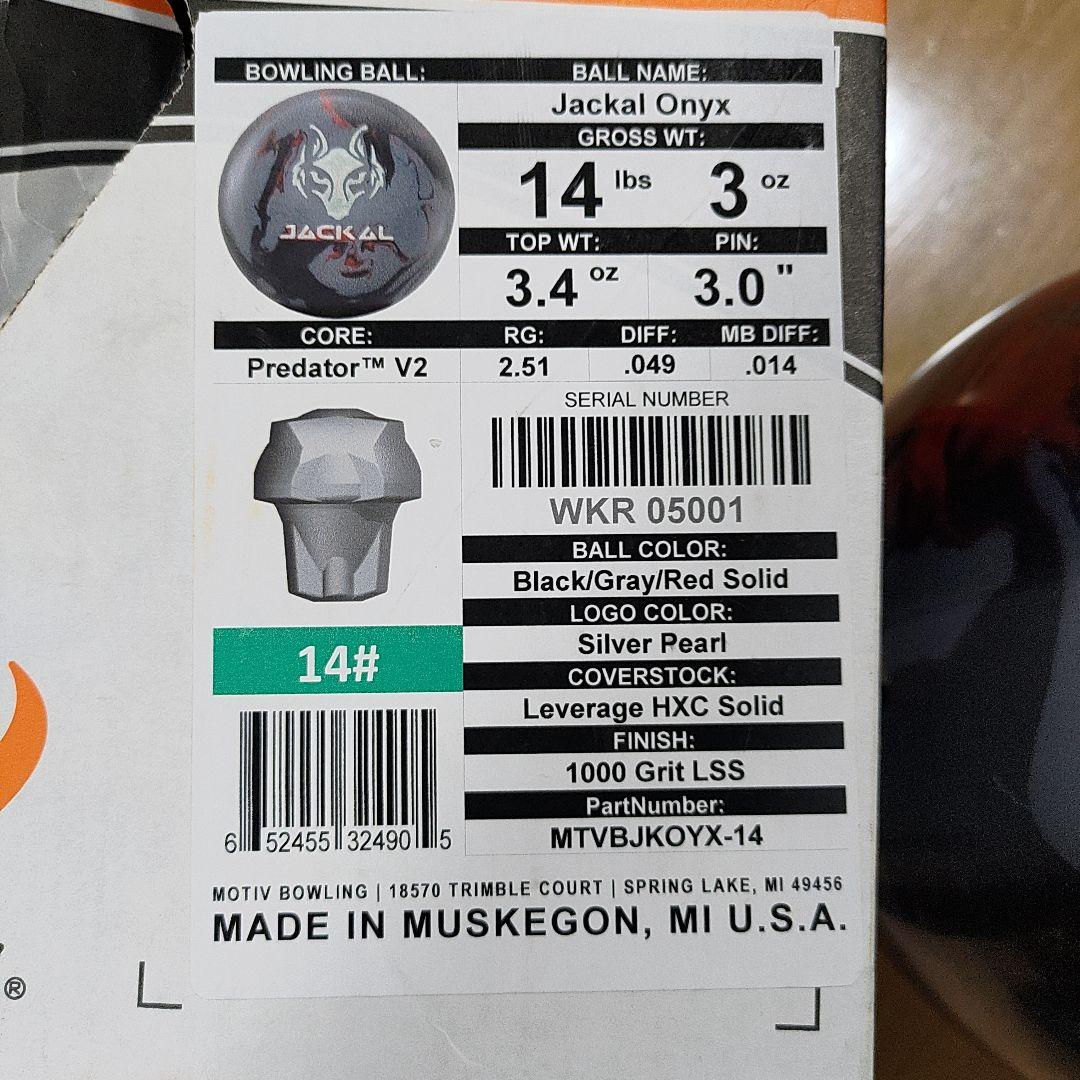 BOWLING BALL:
BALL NAME:
Jackal Onyx
JACKAL
GROSS WT:
14 lbs 3 oz
TOP WT: PIN:
3.4 oz 3.0 "
CORE: RG: DIFF: MB DIFF:
Predator™ V2 2.51 .049 .014
SERIAL NUMBER
WKR 05001
BALL COLOR:
Black/Gray/Red Solid
LOGO COLOR:
Silver Pearl
14#
COVERSTOCK:
Leverage HXC Solid
FINISH:
1000 Grit LSS
PartNumber:
MTVBJKOYX-14
6 52455 32490 5
MOTIV BOWLING | 18570 TRIMBLE COURT | SPRING LAKE, MI 49456
MADE IN MUSKEGON, MI U.S.A.
®